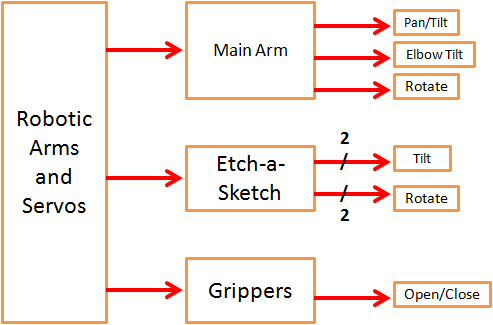 Robotic
Arms
and
Servos
Main Arm
Pan/Tilt
Elbow Tilt
Rotate
Etch-a-
Sketch
2
/
Tilt
/
2
Rotate
Grippers
Open/Close